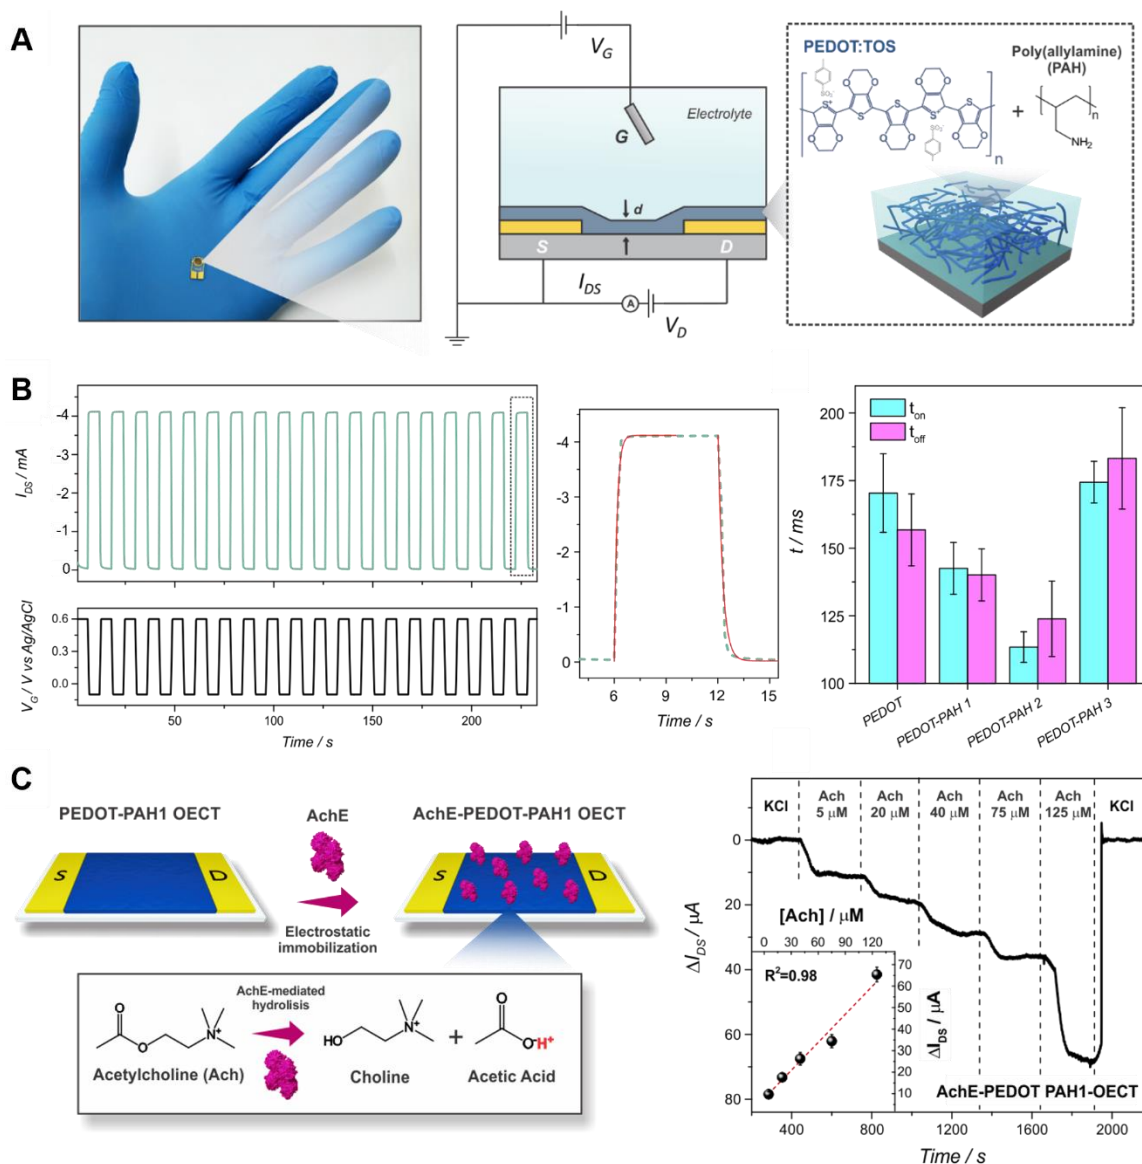 A
V_G
G
Electrolyte
d
S
D
I_DS
A
V_D
PEDOT:TOS
Poly(allylamine)
(PAH)
SO₂⁻
S⁺
S
S
S
S
O
O
O
O
O
O
O
O
O
O
SO₂⁻
n
+
n
NH₂
B
I_DS / mA
-4
-3
-2
-1
0
V_G / V vs Ag/AgCl
0.6
0.3
0.0
50
100
150
200
Time / s
-4
-3
-2
-1
0
6
9
12
15
Time / s
t / ms
200
175
150
125
100
t_on
t_off
PEDOT
PEDOT-PAH 1
PEDOT-PAH 2
PEDOT-PAH 3
C
PEDOT-PAH1 OECT
S
D
AchE
Electrostatic
immobilization
AchE-PEDOT-PAH1 OECT
S
D
O
O
N⁺
Acetylcholine (Ach)
AchE-mediated
hydrolisis
HO
N⁺
Choline
+
O
O⁻H⁺
Acetic Acid
KCl
Ach
5 μM
Ach
20 μM
Ach
40 μM
Ach
75 μM
Ach
125 μM
KCl
ΔI_DS / μA
0
20
40
60
80
[Ach] / μM
0 30 60 90 120
R²=0.98
70
60
50
40
30
20
10
ΔI_DS / μA
AchE-PEDOT PAH1-OECT
400
800
1200
1600
2000
Time / s